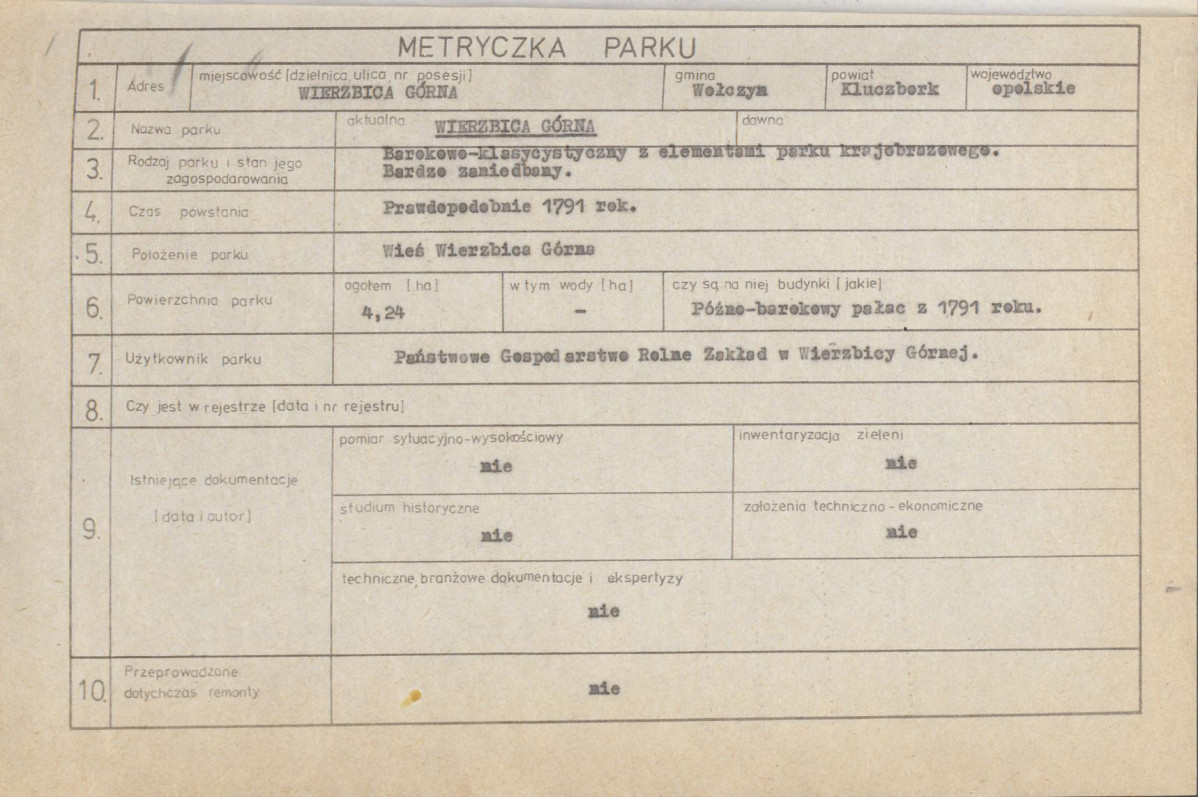 METRYCZKA PARKU
1. Adres miejscowość [dzielnica, ulica, nr posesji] gmina powiat województwo
WIERZBICA GÓRNA Wołczyn Kluczbork opolskie
2. Nazwa parku aktualna WIERZBICA GÓRNA dawna
3. Rodzaj parku i stan jego zagospodarowania
Barokowo-klasycystyczny z elementami parku krajobrazowego.
Bardzo zaniedbany.
4. Czas powstania Prawdopodobnie 1791 rok.
5. Położenie parku Wieś Wierzbica Górna
6. Powierzchnia parku ogółem [ha] w tym wody [ha] czy są na niej budynki [jakie]
4,24 - Późno-barokowy pałac z 1791 roku.
7. Użytkownik parku Państwowe Gospodarstwo Rolne Zakład w Wierzbicy Górnej.
8. Czy jest w rejestrze [data i nr rejestru]
9. Istniejące dokumentacje
[data i autor]
pomiar sytuacyjno-wysokościowy inwentaryzacja zieleni
nie nie
studium historyczne założenia techniczno-ekonomiczne
nie nie
techniczne, branżowe dokumentacje i ekspertyzy
nie
10. Przeprowadzone
dotychczas remonty nie